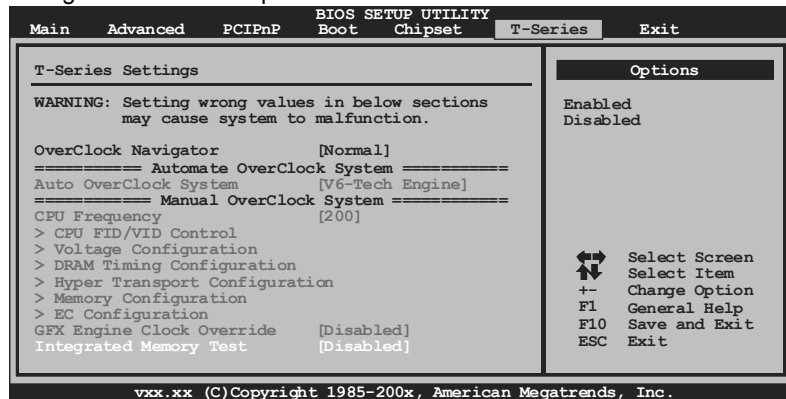 BIOS SETUP UTILITY
Main Advanced PCIPnP Boot Chipset T-Series Exit
T-Series Settings
WARNING: Setting wrong values in below sections
may cause system to malfunction.
OverClock Navigator [Normal]
=========== Automate OverClock System ===========
Auto OverClock System [V6-Tech Engine]
============ Manual OverClock System ============
CPU Frequency [200]
> CPU FID/VID Control
> Voltage Configuration
> DRAM Timing Configuration
> Hyper Transport Configuration
> Memory Configuration
> EC Configuration
GFX Engine Clock Override [Disabled]
Integrated Memory Test [Disabled]
Options
Enabled
Disabled
Select Screen
Select Item
+- Change Option
F1 General Help
F10 Save and Exit
ESC Exit
vxx.xx (C)Copyright 1985-200x, American Megatrends, Inc.